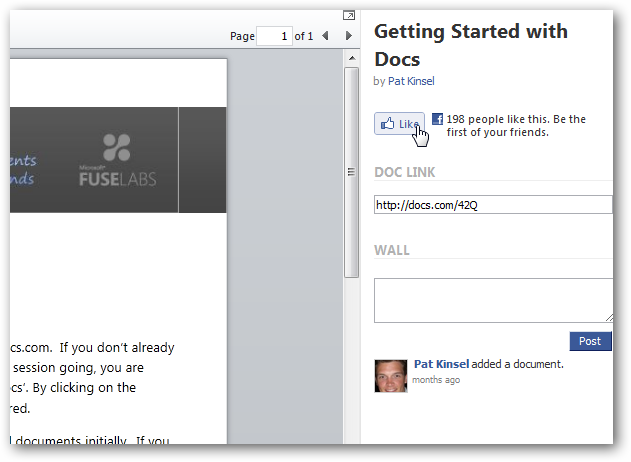 Page 1 of 1
ents
nds
Microsoft®
FUSELABS
cs.com. If you don't already
session going, you are
cs'. By clicking on the
red.
documents initially. If you
Getting Started with
Docs
by Pat Kinsel
Like
198 people like this. Be the
first of your friends.
DOC LINK
http://docs.com/42Q
WALL
Post
Pat Kinsel added a document.
months ago